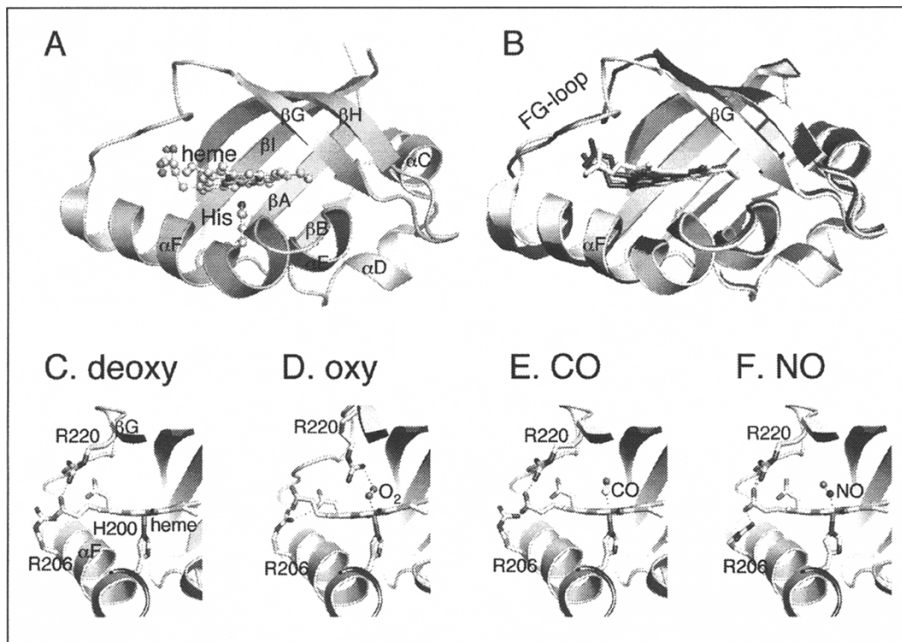 A
βG
βH
βI
heme
αC
βA
His
βB
αF
αE
αD
B
FG-loop
βG
αF
C. deoxy
R220
βG
H200
heme
αF
R206
D. oxy
R220
O2
R206
E. CO
R220
CO
R206
F. NO
R220
NO
R206